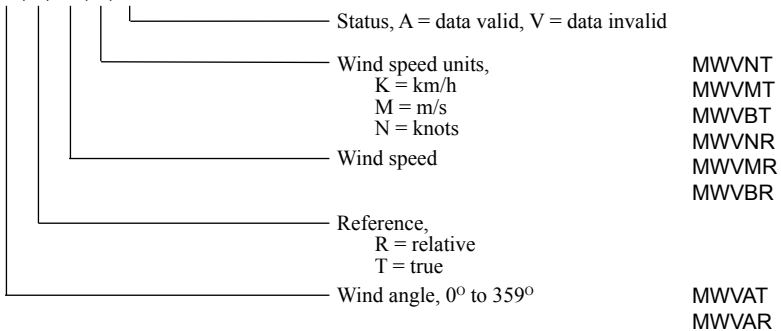 Status, A = data valid, V = data invalid
Wind speed units,
K = km/h
M = m/s
N = knots
Wind speed
Reference,
R = relative
T = true
Wind angle, 0° to 359°
MWVNT
MWVMT
MWVBT
MWVNR
MWVMR
MWVBR
MWVAT
MWVAR